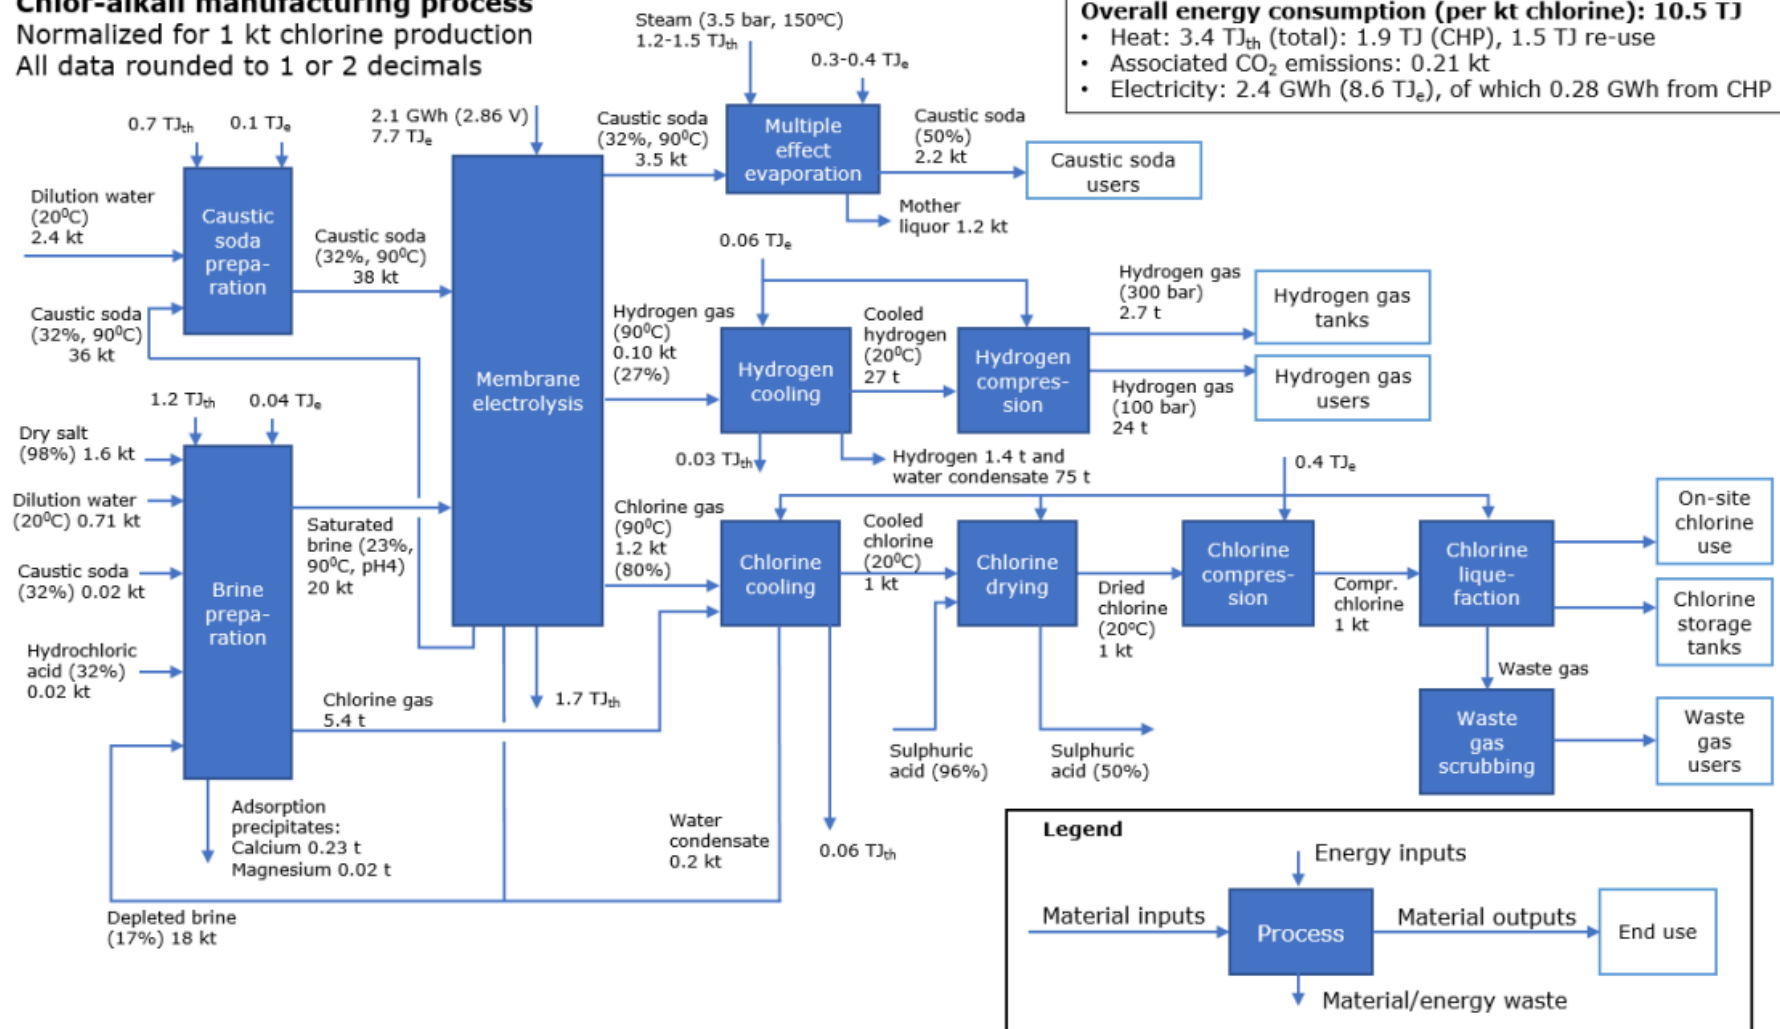 Chlor-alkali manufacturing process
Normalized for 1 kt chlorine production
All data rounded to 1 or 2 decimals
Overall energy consumption (per kt chlorine): 10.5 TJ
• Heat: 3.4 TJth (total): 1.9 TJ (CHP), 1.5 TJ re-use
• Associated CO2 emissions: 0.21 kt
• Electricity: 2.4 GWh (8.6 TJe), of which 0.28 GWh from CHP
Steam (3.5 bar, 150ºC)
1.2-1.5 TJth
0.3-0.4 TJe
0.7 TJth
0.1 TJe
2.1 GWh (2.86 V)
7.7 TJe
Caustic soda
(32%, 90⁰C)
3.5 kt
Multiple
effect
evaporation
Caustic soda
(50%)
2.2 kt
Caustic soda
users
Mother
liquor 1.2 kt
Dilution water
(20⁰C)
2.4 kt
Caustic
soda
prepa-
ration
Caustic soda
(32%, 90⁰C)
38 kt
Caustic soda
(32%, 90⁰C)
36 kt
Membrane
electrolysis
0.06 TJe
Hydrogen gas
(90⁰C)
0.10 kt
(27%)
Hydrogen
cooling
Cooled
hydrogen
(20⁰C)
27 t
Hydrogen
compres-
sion
Hydrogen gas
(300 bar)
2.7 t
Hydrogen gas
tanks
Hydrogen gas
(100 bar)
24 t
Hydrogen gas
users
0.03 TJth
Hydrogen 1.4 t and
water condensate 75 t
1.2 TJth
0.04 TJe
Dry salt
(98%) 1.6 kt
Dilution water
(20⁰C) 0.71 kt
Caustic soda
(32%) 0.02 kt
Hydrochloric
acid (32%)
0.02 kt
Brine
prepa-
ration
Saturated
brine (23%,
90⁰C, pH4)
20 kt
Chlorine gas
5.4 t
1.7 TJth
Chlorine gas
(90⁰C)
1.2 kt
(80%)
0.4 TJe
Chlorine
cooling
Cooled
chlorine
(20⁰C)
1 kt
Chlorine
drying
Dried
chlorine
(20ºC)
1 kt
Chlorine
compres-
sion
Compr.
chlorine
1 kt
Chlorine
lique-
faction
On-site
chlorine
use
Chlorine
storage
tanks
Waste gas
Waste
gas
scrubbing
Waste
gas
users
Sulphuric
acid (96%)
Sulphuric
acid (50%)
Adsorption
precipitates:
Calcium 0.23 t
Magnesium 0.02 t
Water
condensate
0.2 kt
0.06 TJth
Depleted brine
(17%) 18 kt
Legend
Energy inputs
Material inputs
Process
Material outputs
End use
Material/energy waste